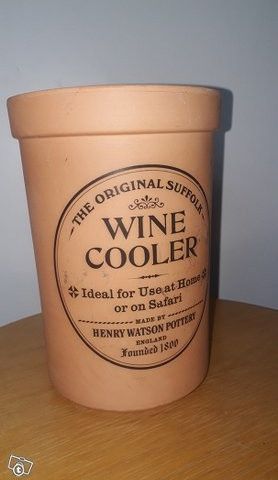 THE ORIGINAL SUFFOLK
WINE
COOLER
Ideal for Use at Home
or on Safari
MADE BY
HENRY WATSON POTTERY
ENGLAND
Founded 1800